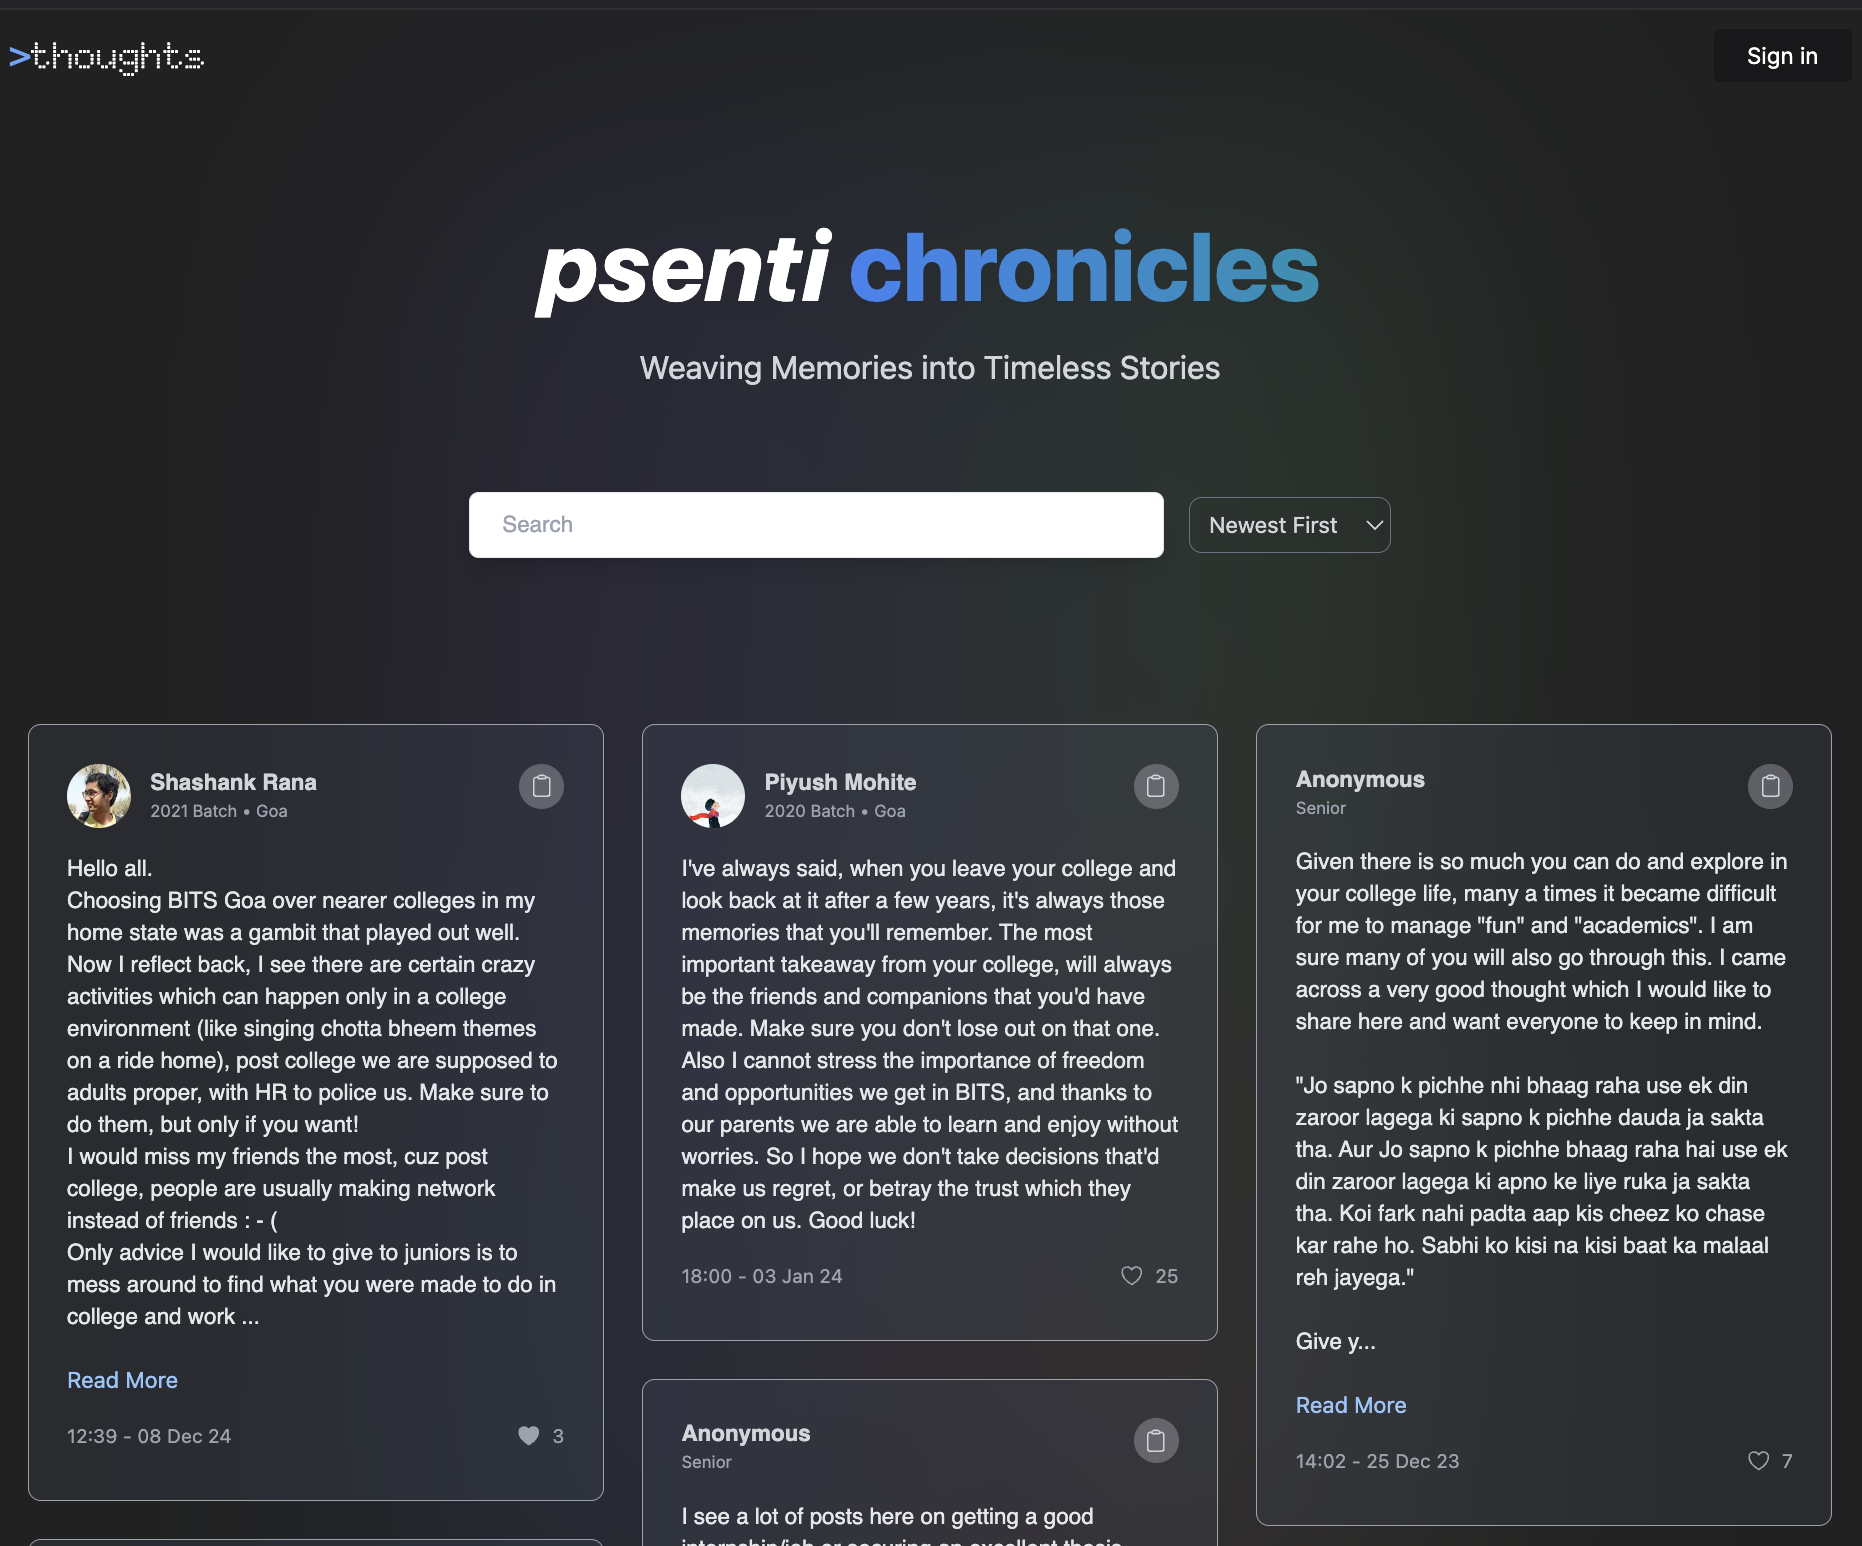 >thoughts
Sign in
psenti chronicles
Weaving Memories into Timeless Stories
Search
Newest First
Shashank Rana
2021 Batch • Goa
Hello all.
Choosing BITS Goa over nearer colleges in my
home state was a gambit that played out well.
Now I reflect back, I see there are certain crazy
activities which can happen only in a college
environment (like singing chotta bheem themes
on a ride home), post college we are supposed to
adults proper, with HR to police us. Make sure to
do them, but only if you want!
I would miss my friends the most, cuz post
college, people are usually making network
instead of friends : - (
Only advice I would like to give to juniors is to
mess around to find what you were made to do in
college and work ...
Read More
12:39 - 08 Dec 24
3
Piyush Mohite
2020 Batch • Goa
I've always said, when you leave your college and
look back at it after a few years, it's always those
memories that you'll remember. The most
important takeaway from your college, will always
be the friends and companions that you'd have
made. Make sure you don't lose out on that one.
Also I cannot stress the importance of freedom
and opportunities we get in BITS, and thanks to
our parents we are able to learn and enjoy without
worries. So I hope we don't take decisions that'd
make us regret, or betray the trust which they
place on us. Good luck!
18:00 - 03 Jan 24
25
Anonymous
Senior
I see a lot of posts here on getting a good
internship/job or securing an excellent thesis
Anonymous
Senior
Given there is so much you can do and explore in
your college life, many a times it became difficult
for me to manage "fun" and "academics". I am
sure many of you will also go through this. I came
across a very good thought which I would like to
share here and want everyone to keep in mind.
"Jo sapno k pichhe nhi bhaag raha use ek din
zaroor lagega ki sapno k pichhe dauda ja sakta
tha. Aur Jo sapno k pichhe bhaag raha hai use ek
din zaroor lagega ki apno ke liye ruka ja sakta
tha. Koi fark nahi padta aap kis cheez ko chase
kar rahe ho. Sabhi ko kisi na kisi baat ka malaal
reh jayega."
Give y...
Read More
14:02 - 25 Dec 23
7